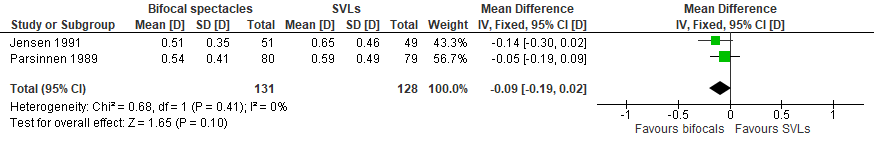 Bifocal spectacles SVLs Mean Difference Mean Difference
Study or Subgroup Mean [D] SD [D] Total Mean [D] SD [D] Total Weight IV, Fixed, 95% CI [D] IV, Fixed, 95% CI [D]
Jensen 1991 0.51 0.35 51 0.65 0.46 49 43.3% -0.14 [-0.30, 0.02]
Parsinnen 1989 0.54 0.41 80 0.59 0.49 79 56.7% -0.05 [-0.19, 0.09]
Total (95% CI) 131 128 100.0% -0.09 [-0.19, 0.02]
Heterogeneity: Chi² = 0.68, df = 1 (P = 0.41); I² = 0%
Test for overall effect: Z = 1.65 (P = 0.10)
-1 -0.5 0 0.5 1
Favours bifocals Favours SVLs